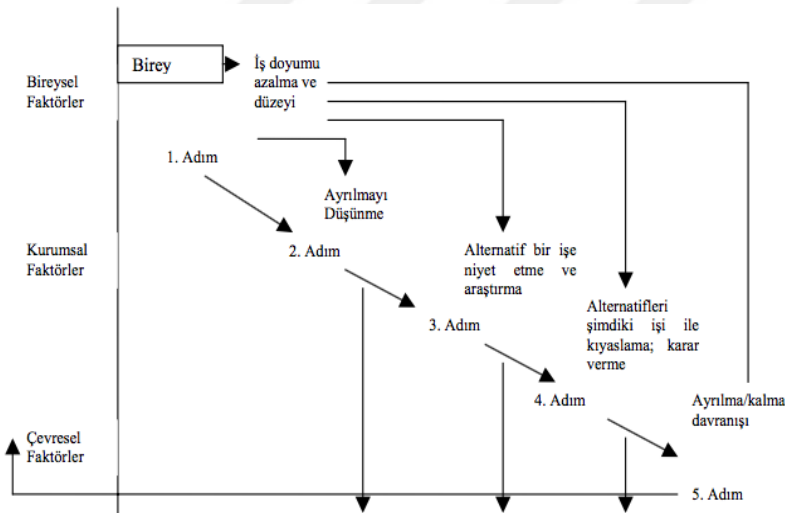 Birey
İş doyumu
azalma ve
düzeyi
Bireysel
Faktörler
1. Adım
Ayrılmayı
Düşünme
2. Adım
Kurumsal
Faktörler
Alternatif bir işe
niyet etme ve
araştırma
3. Adım
Alternatifleri
şimdiki işi ile
kıyaslama; karar
verme
4. Adım
Ayrılma/kalma
davranışı
Çevresel
Faktörler
5. Adım